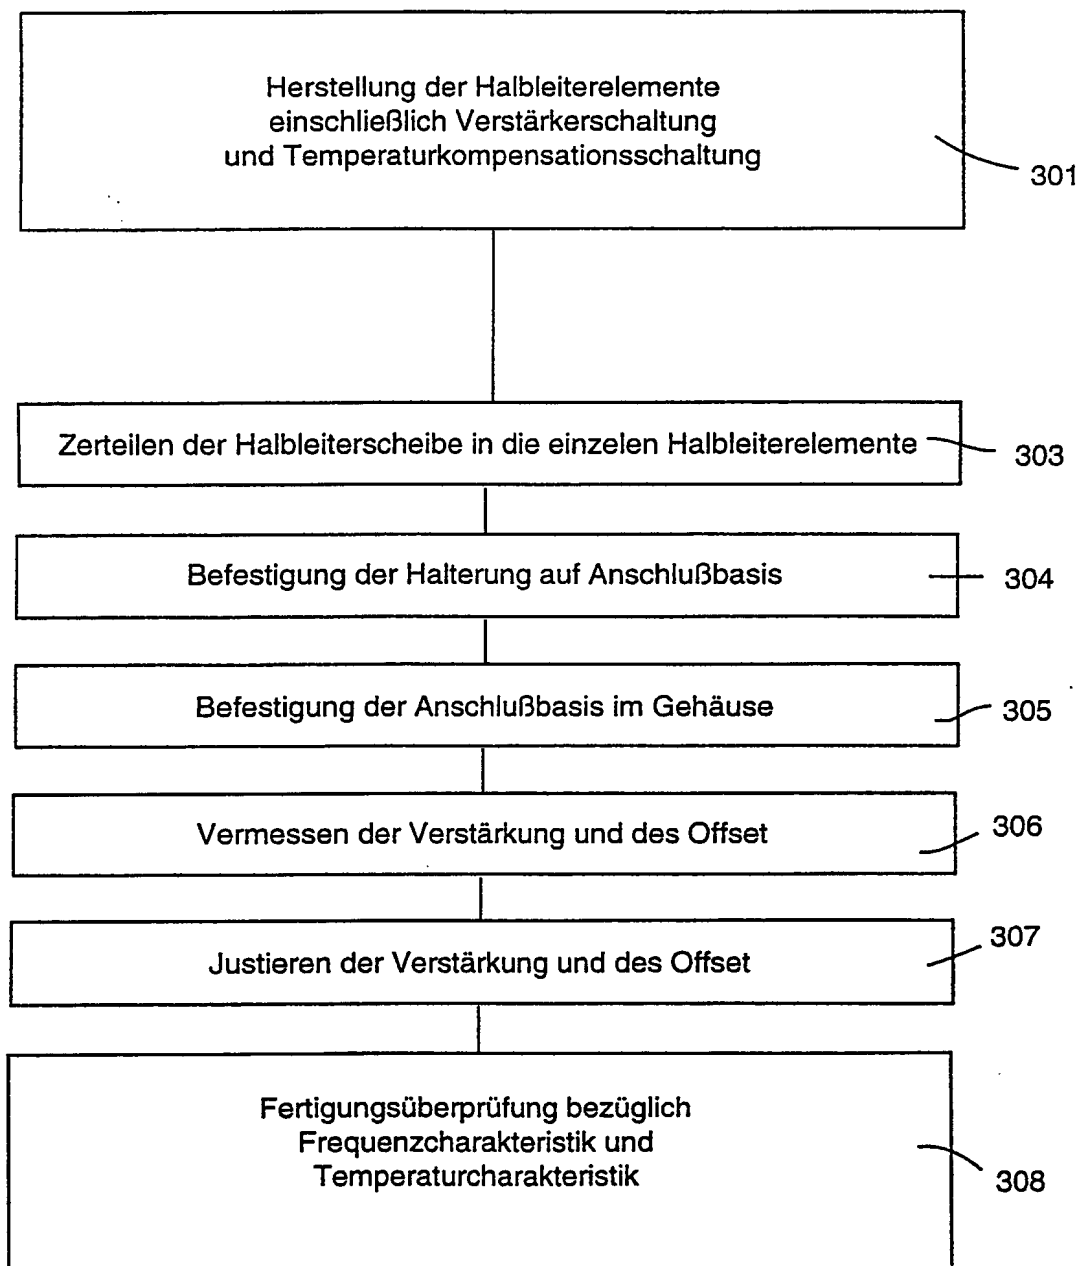 Herstellung der Halbleiterelemente
einschließlich Verstärkerschaltung
und Temperaturkompensationsschaltung
301
Zerteilen der Halbleiterscheibe in die einzelen Halbleiterelemente
303
Befestigung der Halterung auf Anschlußbasis
304
Befestigung der Anschlußbasis im Gehäuse
305
Vermessen der Verstärkung und des Offset
306
Justieren der Verstärkung und des Offset
307
Fertigungsüberprüfung bezüglich
Frequenzcharakteristik und
Temperaturcharakteristik
308